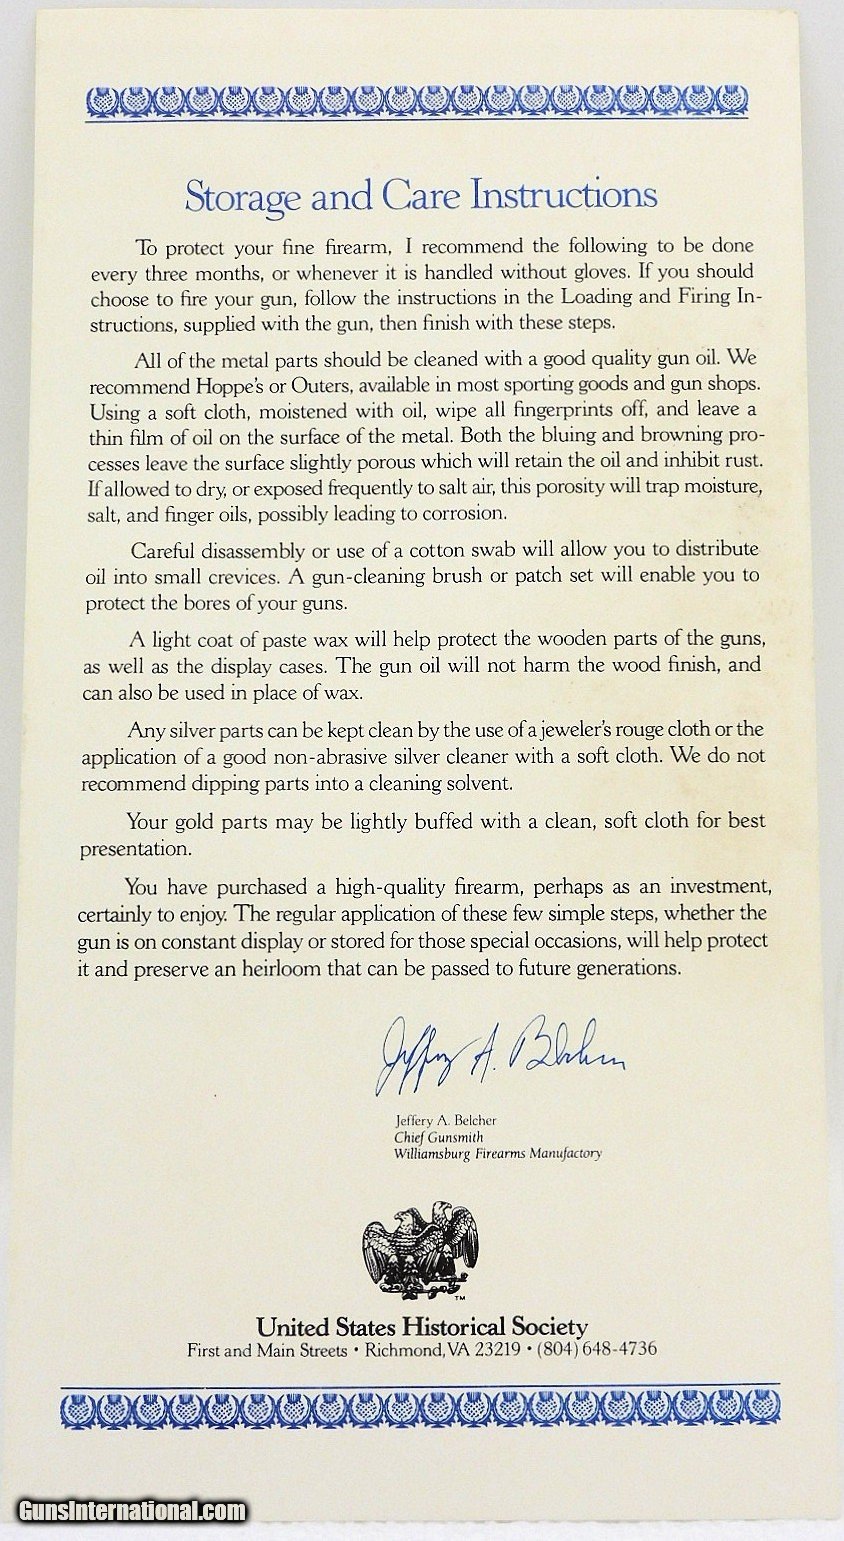 Storage and Care Instructions
To protect your fine firearm, I recommend the following to be done
every three months, or whenever it is handled without gloves. If you should
choose to fire your gun, follow the instructions in the Loading and Firing In-
structions, supplied with the gun, then finish with these steps.
All of the metal parts should be cleaned with a good quality gun oil. We
recommend Hoppe's or Outers, available in most sporting goods and gun shops.
Using a soft cloth, moistened with oil, wipe all fingerprints off, and leave a
thin film of oil on the surface of the metal. Both the bluing and browning pro-
cesses leave the surface slightly porous which will retain the oil and inhibit rust.
If allowed to dry, or exposed frequently to salt air, this porosity will trap moisture,
salt, and finger oils, possibly leading to corrosion.
Careful disassembly or use of a cotton swab will allow you to distribute
oil into small crevices. A gun-cleaning brush or patch set will enable you to
protect the bores of your guns.
A light coat of paste wax will help protect the wooden parts of the guns,
as well as the display cases. The gun oil will not harm the wood finish, and
can also be used in place of wax.
Any silver parts can be kept clean by the use of a jeweler's rouge cloth or the
application of a good non-abrasive silver cleaner with a soft cloth. We do not
recommend dipping parts into a cleaning solvent.
Your gold parts may be lightly buffed with a clean, soft cloth for best
presentation.
You have purchased a high-quality firearm, perhaps as an investment,
certainly to enjoy. The regular application of these few simple steps, whether the
gun is on constant display or stored for those special occasions, will help protect
it and preserve an heirloom that can be passed to future generations.
Jeffery A. Belcher
Jeffery A. Belcher
Chief Gunsmith
Williamsburg Firearms Manufactory
TM
United States Historical Society
First and Main Streets • Richmond, VA 23219 • (804) 648-4736
GunsInternational.com